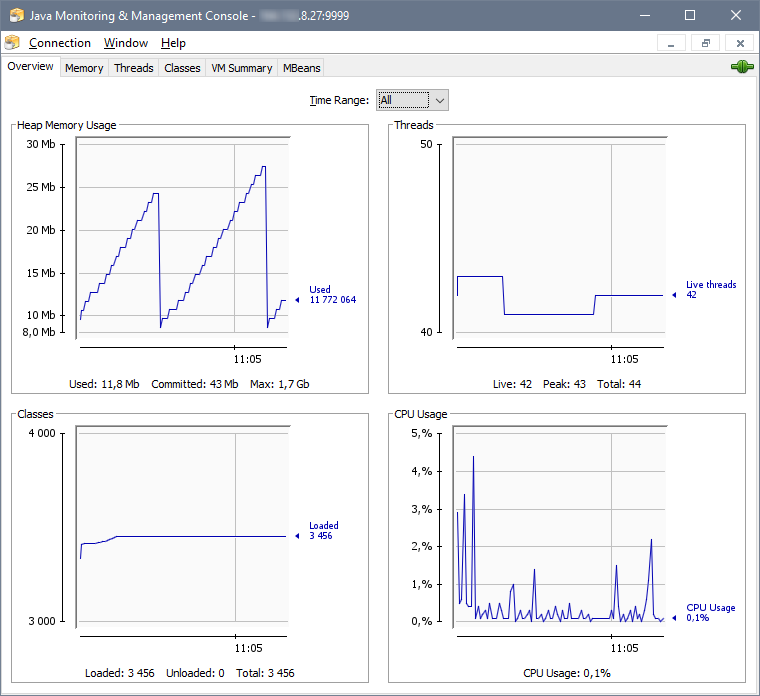 Java Monitoring & Management Console - .8.27:9999
Connection Window Help
Overview Memory Threads Classes VM Summary MBeans
Time Range: All
Heap Memory Usage
30 Mb
25 Mb
20 Mb
15 Mb
10 Mb
8,0 Mb
Used
11 772 064
11:05
Used: 11,8 Mb Committed: 43 Mb Max: 1,7 Gb
Threads
50
40
Live threads
42
11:05
Live: 42 Peak: 43 Total: 44
Classes
4 000
3 000
Loaded
3 456
11:05
Loaded: 3 456 Unloaded: 0 Total: 3 456
CPU Usage
5,%
4,%
3,%
2,%
1,%
0,%
CPU Usage
0,1%
11:05
CPU Usage: 0,1%